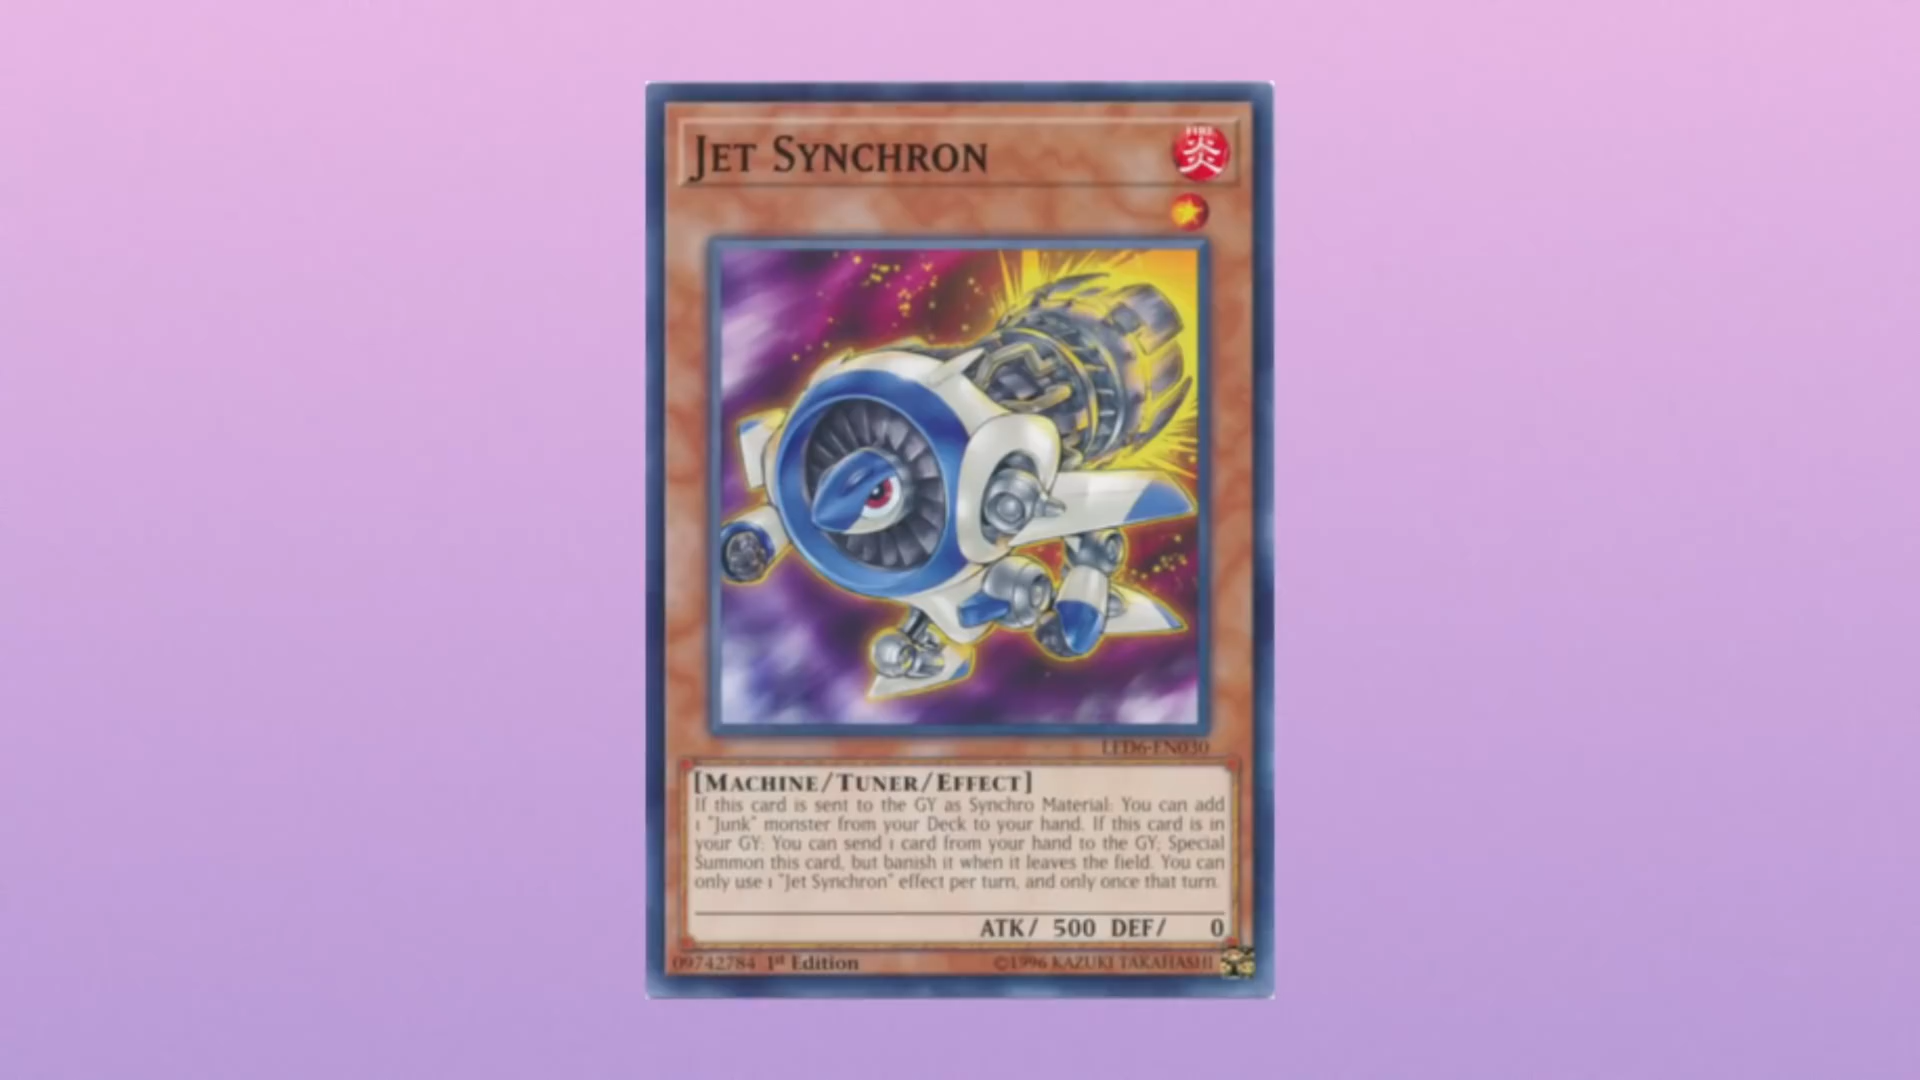 JET SYNCHRON
FIRE
炎
LED6-EN030
[MACHINE/TUNER/EFFECT]
If this card is sent to the GY as Synchro Material: You can add
1 "Junk" monster from your Deck to your hand. If this card is in
your GY: You can send 1 card from your hand to the GY; Special
Summon this card, but banish it when it leaves the field. You can
only use 1 "Jet Synchron" effect per turn, and only once that turn.
ATK/ 500 DEF/ 0
09742784 1st Edition ©1996 KAZUKI TAKAHASHI